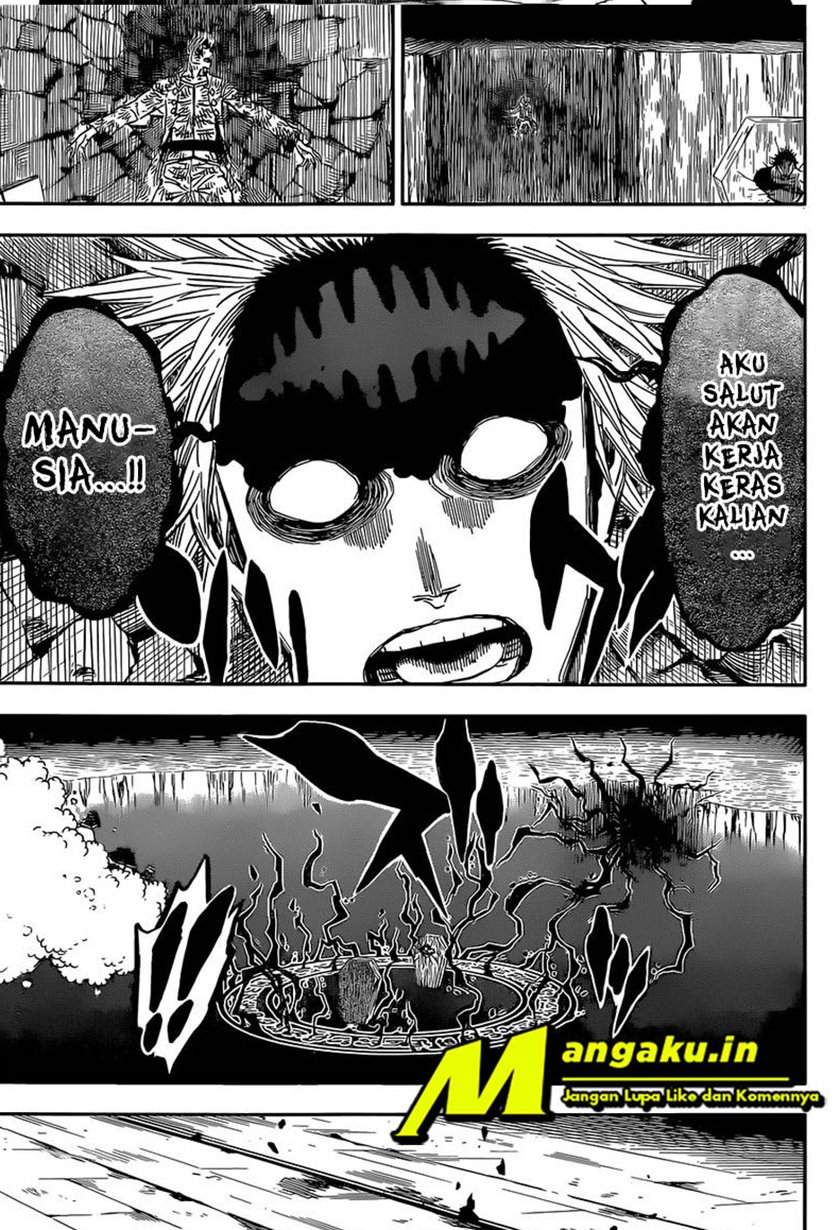 AKU
SALUT
AKAN
KERJA
KERAS
KALIAN
...
MANU-
SIA...!!
!!
Mangaku.in
Jangan Lupa Like dan Komennya